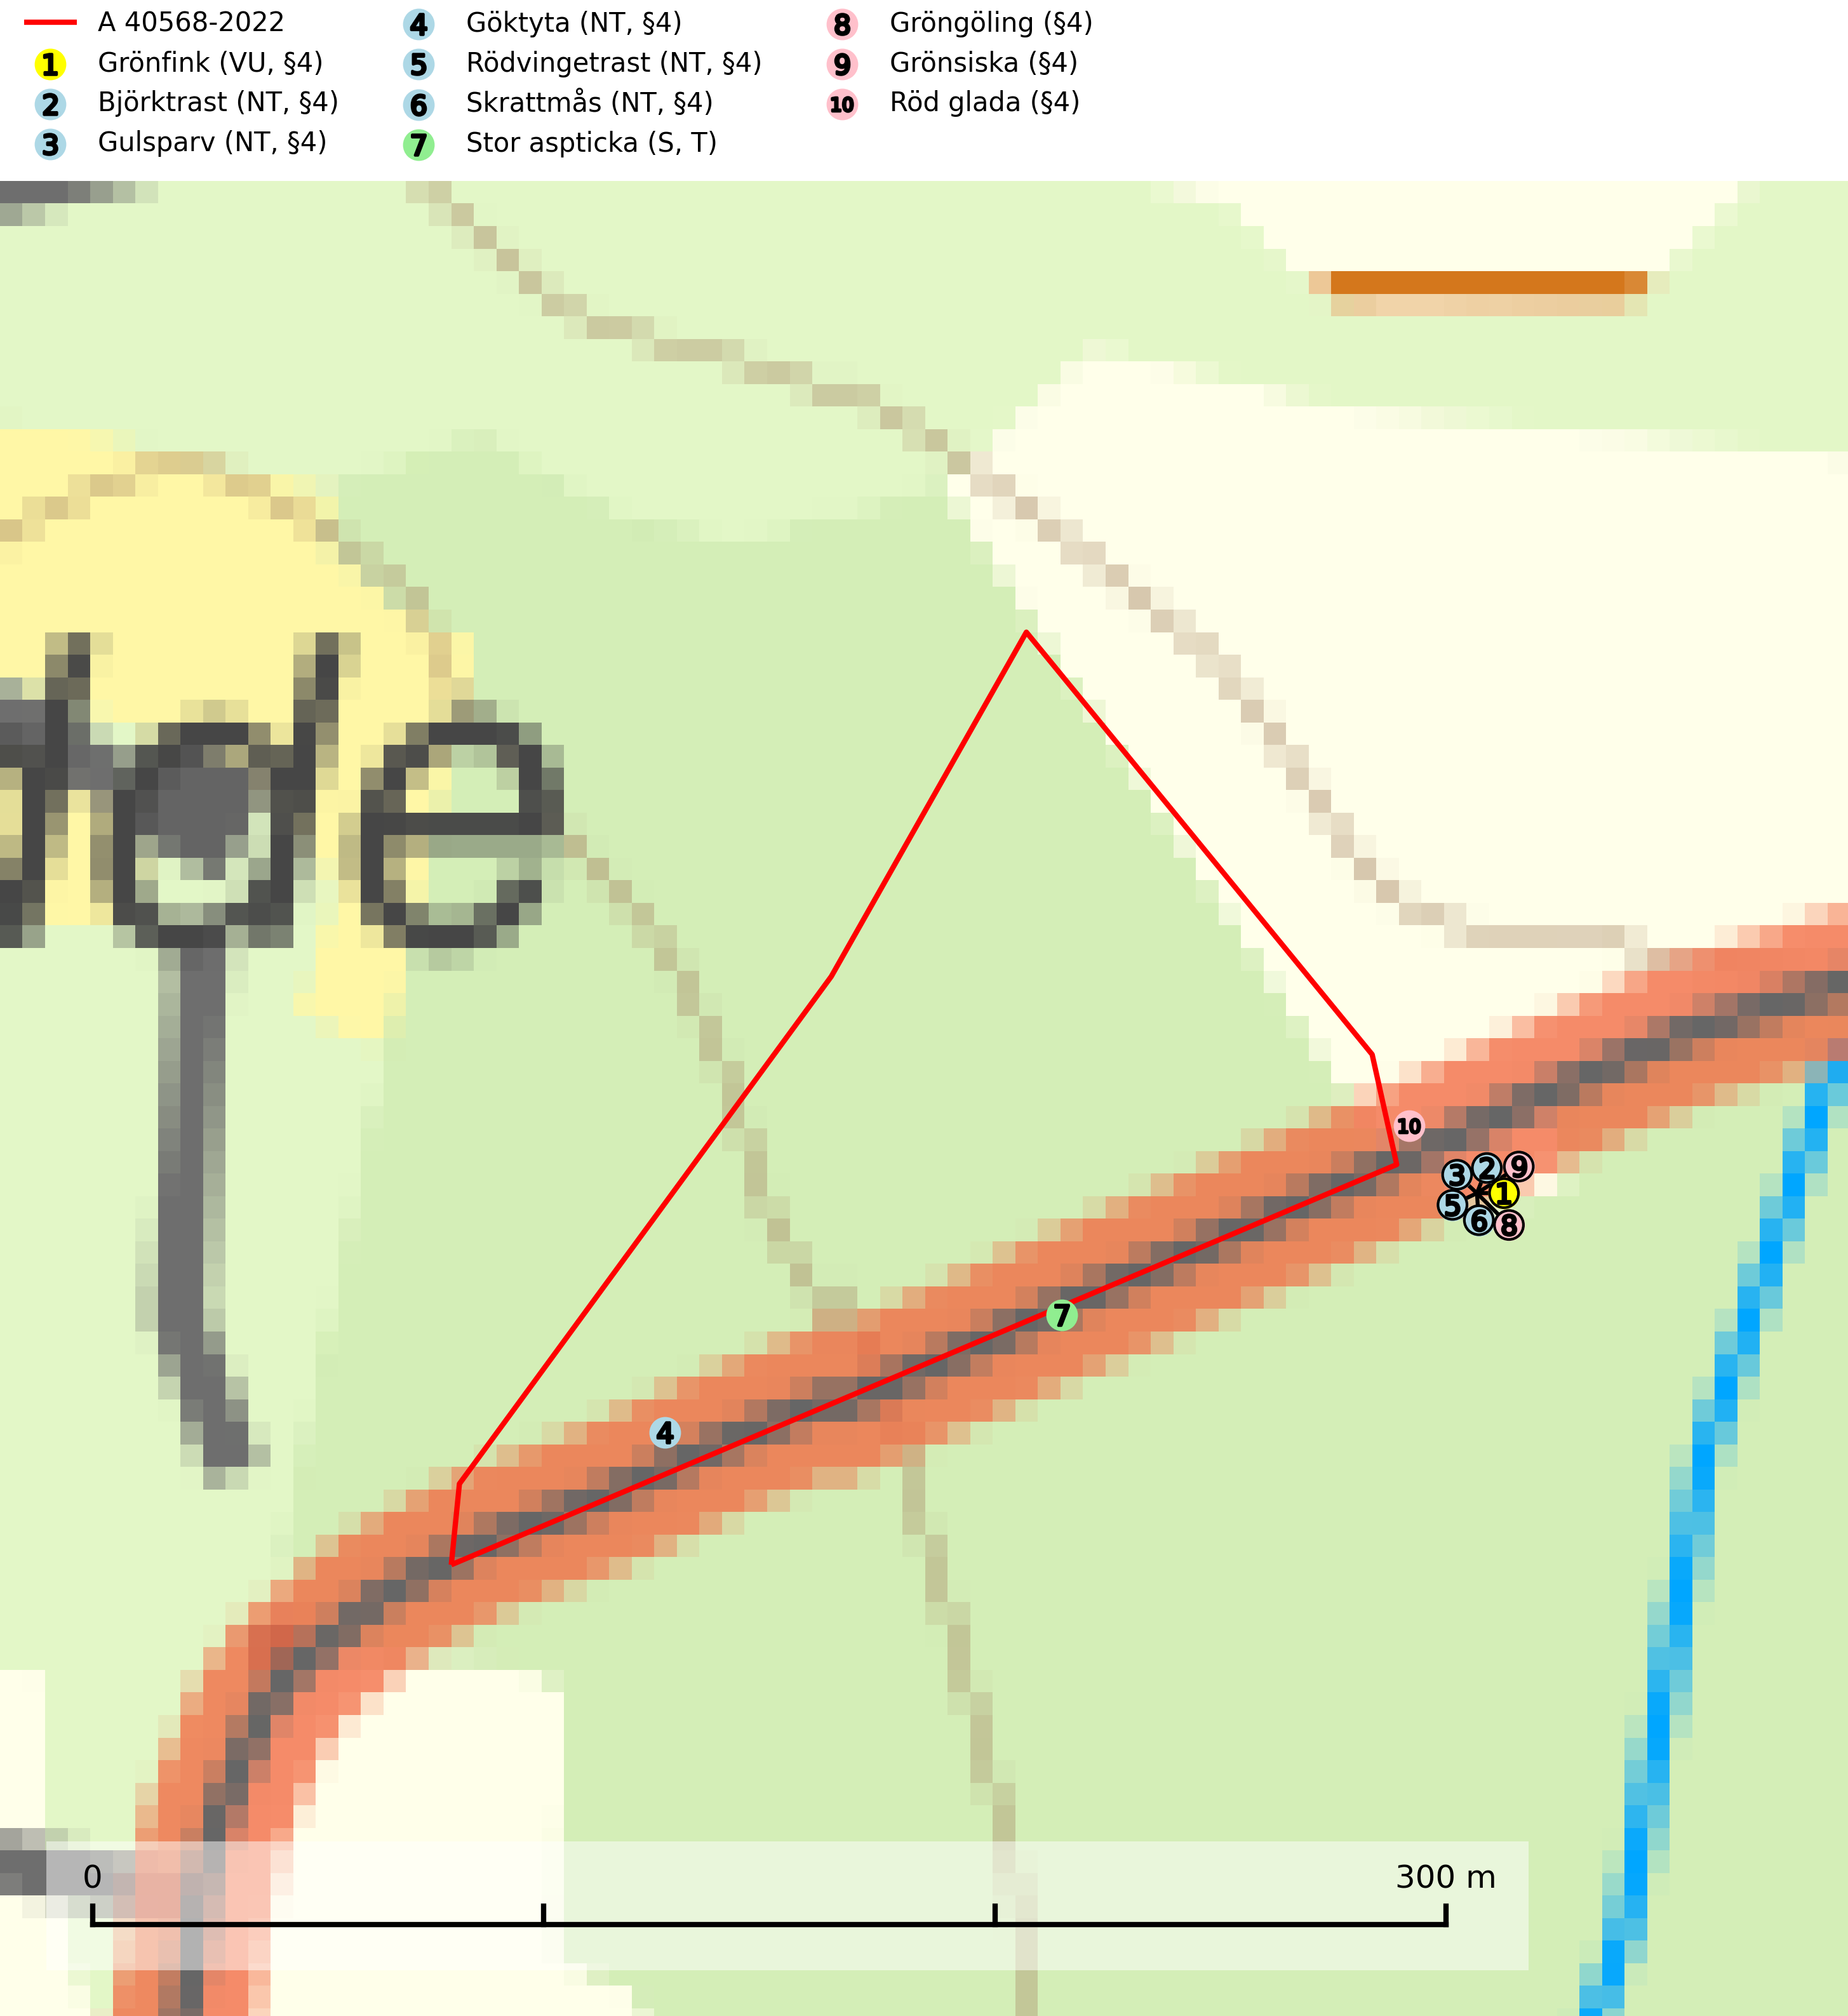 A 40568-2022
1 Grönfink (VU, §4)
2 Björktrast (NT, §4)
3 Gulsparv (NT, §4)
4 Göktyta (NT, §4)
5 Rödvingetrast (NT, §4)
6 Skrattmås (NT, §4)
7 Stor aspticka (S, T)
8 Gröngöling (§4)
9 Grönsiska (§4)
10 Röd glada (§4)
10
3 2 9
5 1
6 8
7
4
0 300 m